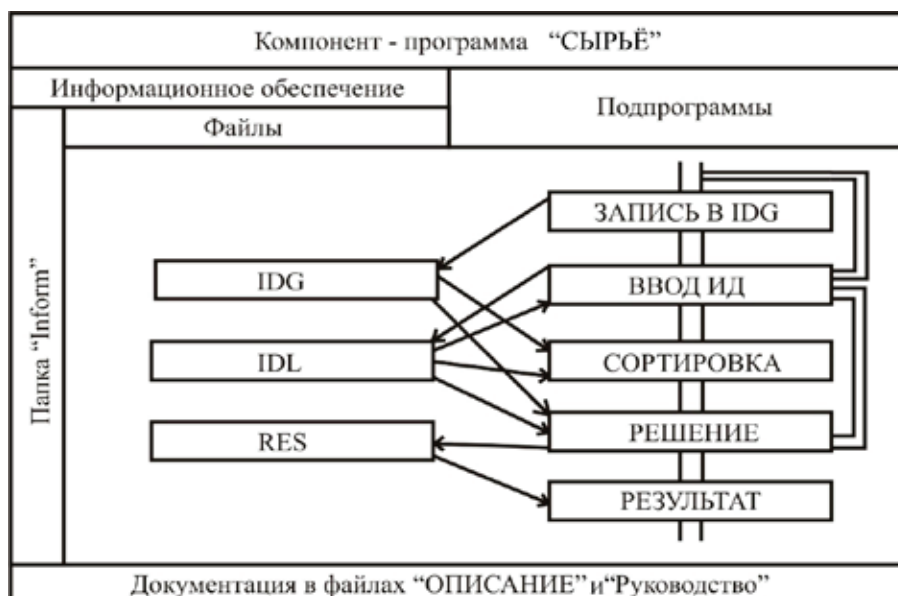 Компонент - программа “СЫРЬЁ”
Информационное обеспечение
Подпрограммы
Файлы
Папка “Inform”
ЗАПИСЬ В IDG
IDG
ВВОД ИД
IDL
СОРТИРОВКА
RES
РЕШЕНИЕ
РЕЗУЛЬТАТ
Документация в файлах “ОПИСАНИЕ” и“Руководство”